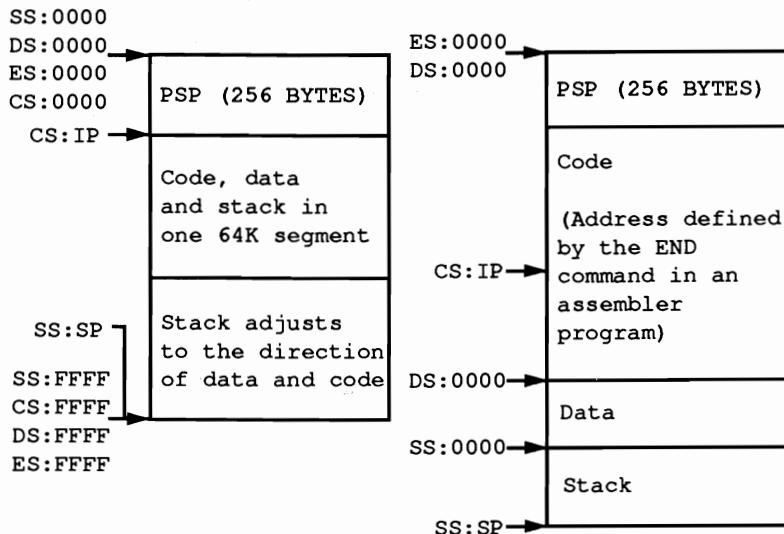 SS:0000
DS:0000
ES:0000
CS:0000
PSP (256 BYTES)
CS:IP
Code, data
and stack in
one 64K segment
SS:SP
Stack adjusts
to the direction
of data and code
SS:FFFF
CS:FFFF
DS:FFFF
ES:FFFF
ES:0000
DS:0000
PSP (256 BYTES)
Code
(Address defined
by the END
command in an
assembler
program)
CS:IP
DS:0000
Data
SS:0000
Stack
SS:SP